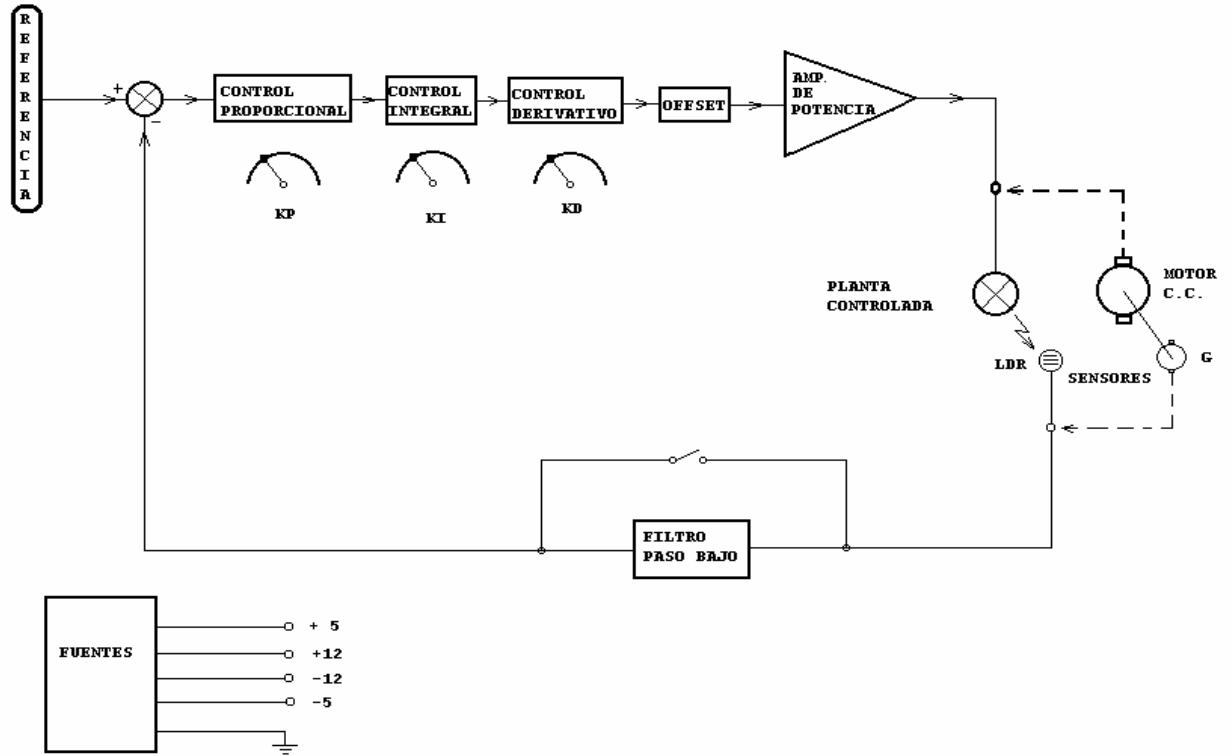 REFERENCIA
+
−
CONTROL
PROPORCIONAL
CONTROL
INTEGRAL
CONTROL
DERIVATIVO
OFFSET
AMP.
DE
POTENCIA
KP
KI
KD
PLANTA
CONTROLADA
MOTOR
C.C.
LDR
SENSORES
G
FILTRO
PASO BAJO
FUENTES
+ 5
+12
-12
-5